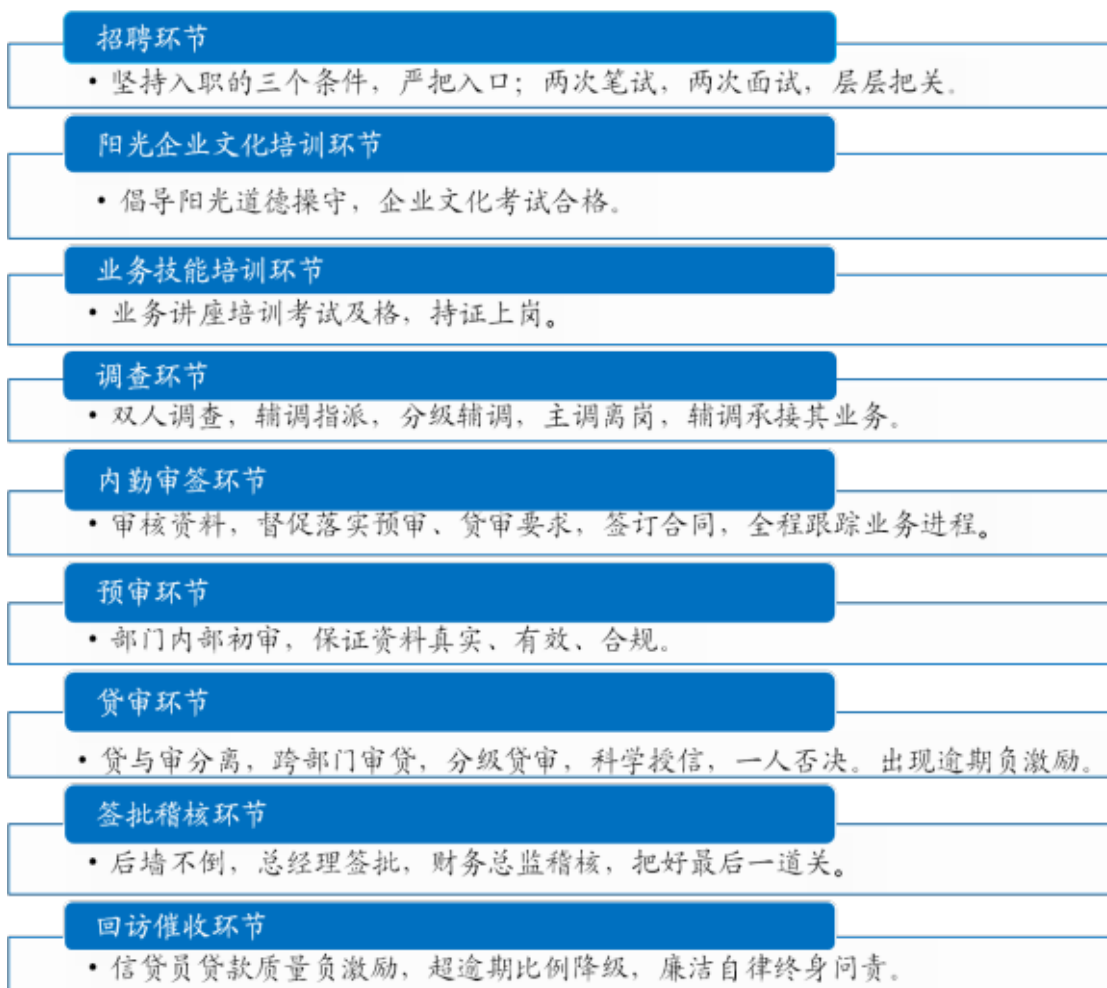 招聘环节
• 坚持入职的三个条件，严把入口；两次笔试，两次面试，层层把关。
阳光企业文化培训环节
• 倡导阳光道德操守，企业文化考试合格。
业务技能培训环节
• 业务讲座培训考试及格，持证上岗。
调查环节
• 双人调查，辅调指派，分级辅调，主调离岗，辅调承接其业务。
内勤审签环节
• 审核资料，督促落实预审、贷审要求，签订合同，全程跟踪业务进程。
预审环节
• 部门内部初审，保证资料真实、有效、合规。
贷审环节
• 贷与审分离，跨部门审贷，分级贷审，科学授信，一人否决。出现逾期负激励。
签批稽核环节
• 后墙不倒，总经理签批，财务总监稽核，把好最后一道关。
回访催收环节
• 信贷员贷款质量负激励，超逾期比例降级，廉洁自律终身问责。